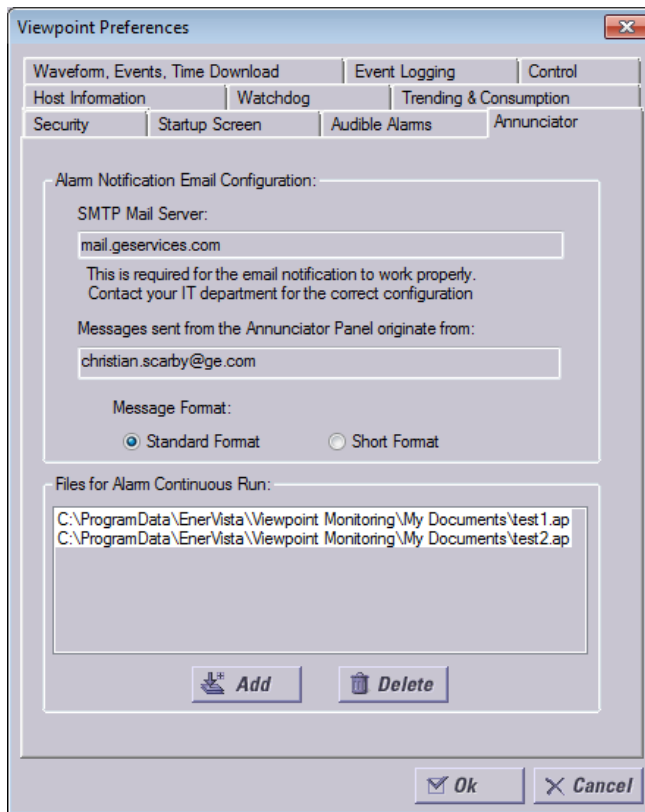 Viewpoint Preferences
Waveform, Events, Time Download
Event Logging
Control
Host Information
Watchdog
Trending & Consumption
Security
Startup Screen
Audible Alarms
Annunciator
Alarm Notification Email Configuration:
SMTP Mail Server:
mail.geservices.com
This is required for the email notification to work properly.
Contact your IT department for the correct configuration
Messages sent from the Annunciator Panel originate from:
christian.scarby@ge.com
Message Format:
Standard Format
Short Format
Files for Alarm Continuous Run:
C:\ProgramData\EnerVista\Viewpoint Monitoring\My Documents\test1.ap
C:\ProgramData\EnerVista\Viewpoint Monitoring\My Documents\test2.ap
Add
Delete
Ok
Cancel